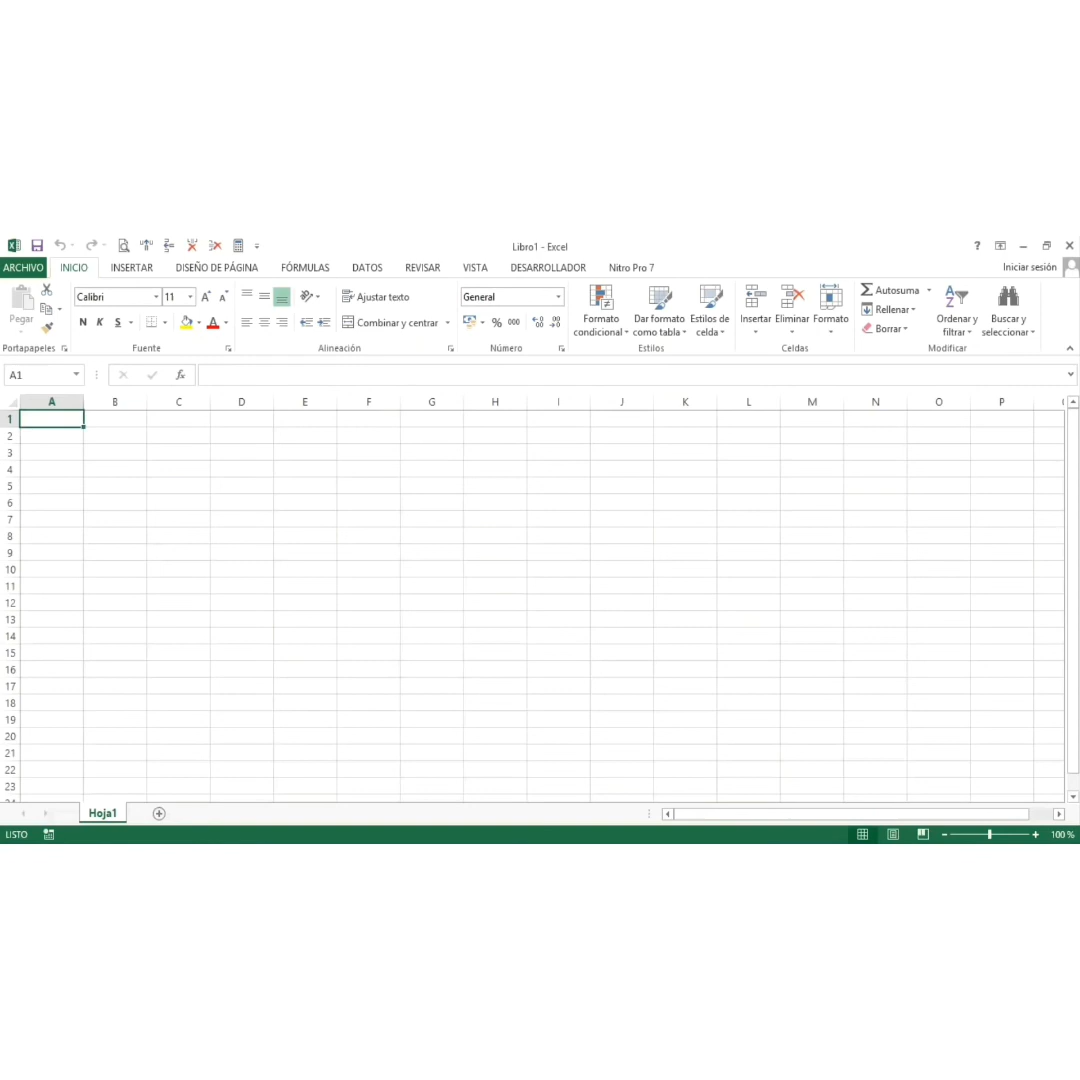 Libro1 - Excel
ARCHIVO INICIO INSERTAR DISEÑO DE PÁGINA FÓRMULAS DATOS REVISAR VISTA DESARROLLADOR Nitro Pro 7 Iniciar sesión
Pegar
Portapapeles
Calibri 11
N K S
Fuente
Ajustar texto
Combinar y centrar
Alineación
General
% 000
Número
Formato condicional
Dar formato como tabla
Estilos de celda
Estilos
Insertar Eliminar Formato
Celdas
Autosuma
Rellenar
Borrar
Ordenar y filtrar
Buscar y seleccionar
Modificar
A1 fx
A B C D E F G H I J K L M N O P
1
2
3
4
5
6
7
8
9
10
11
12
13
14
15
16
17
18
19
20
21
22
23
Hoja1
LISTO 100 %